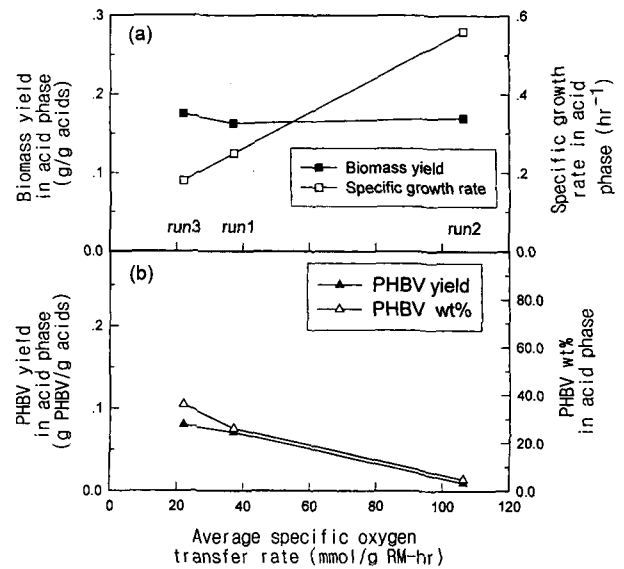 (a)
.3
.2
.1
0.0
Biomass yield
in acid phase
(g/g acids)
.6
.4
.2
0.0
Specific growth
rate in acid
phase (hr⁻¹)
Biomass yield
Specific growth rate
run3
run1
run2
(b)
.2
.1
0.0
PHBV yield
in acid phase
(g PHBV/g acids)
80.0
60.0
40.0
20.0
0.0
PHBV wt%
in acid phase
PHBV yield
PHBV wt%
0 20 40 60 80 100 120
Average specific oxygen
transfer rate (mmol/g RM-hr)